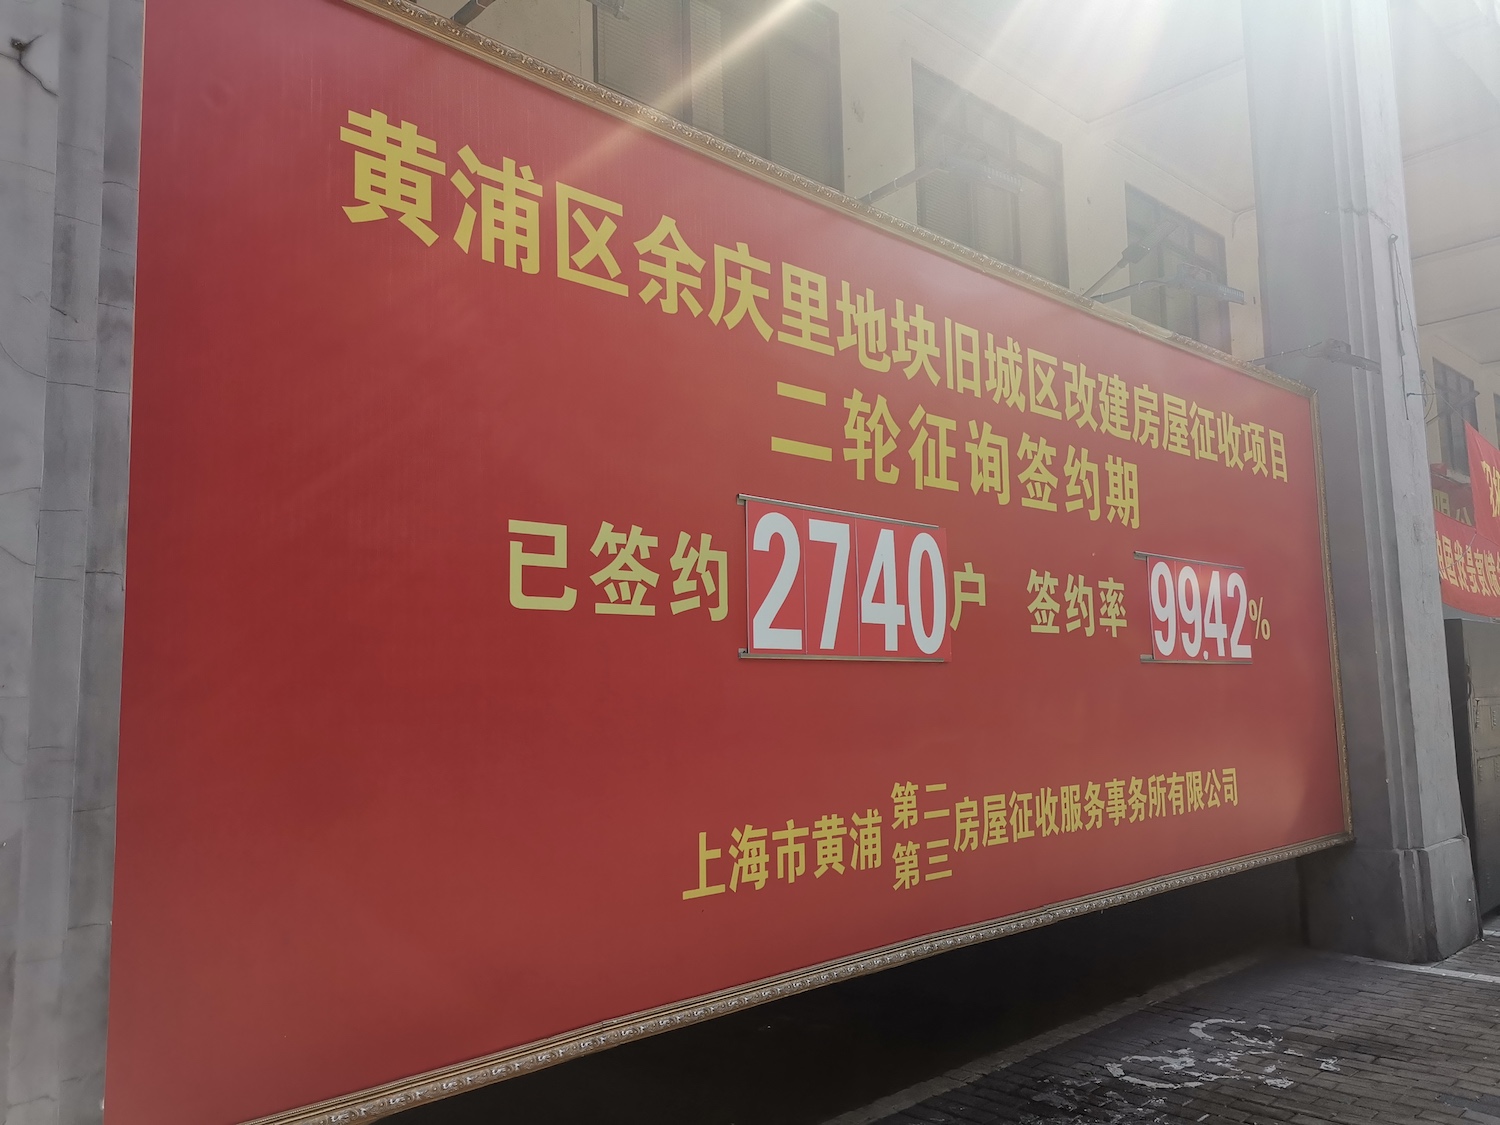 黄浦区余庆里地块旧城区改建房屋征收项目
二轮征询签约期
已签约2740户 签约率99.42%
上海市黄浦第二第三房屋征收服务事务所有限公司